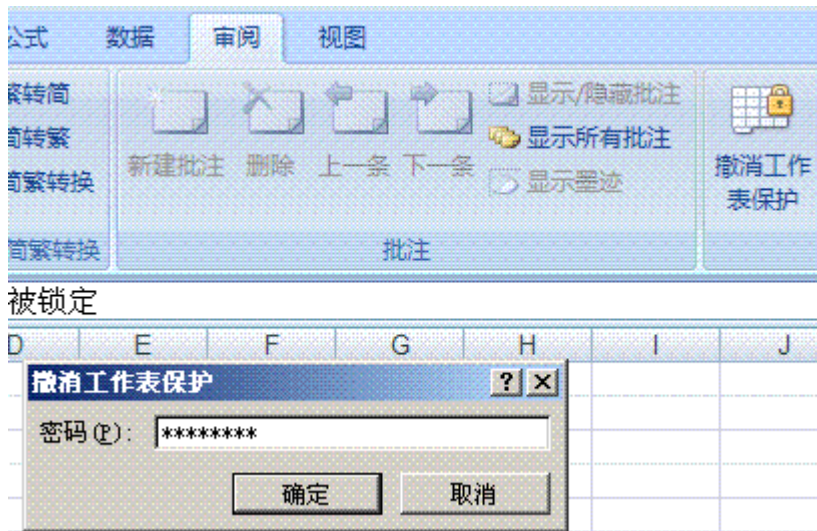 公式 数据 审阅 视图
繁转简
简转繁
简繁转换
简繁转换
新建批注 删除 上一条 下一条
显示/隐藏批注
显示所有批注
显示墨迹
批注
撤消工作
表保护
被锁定
D E F G H I J
撤消工作表保护 ? ×
密码(P): ********
确定 取消